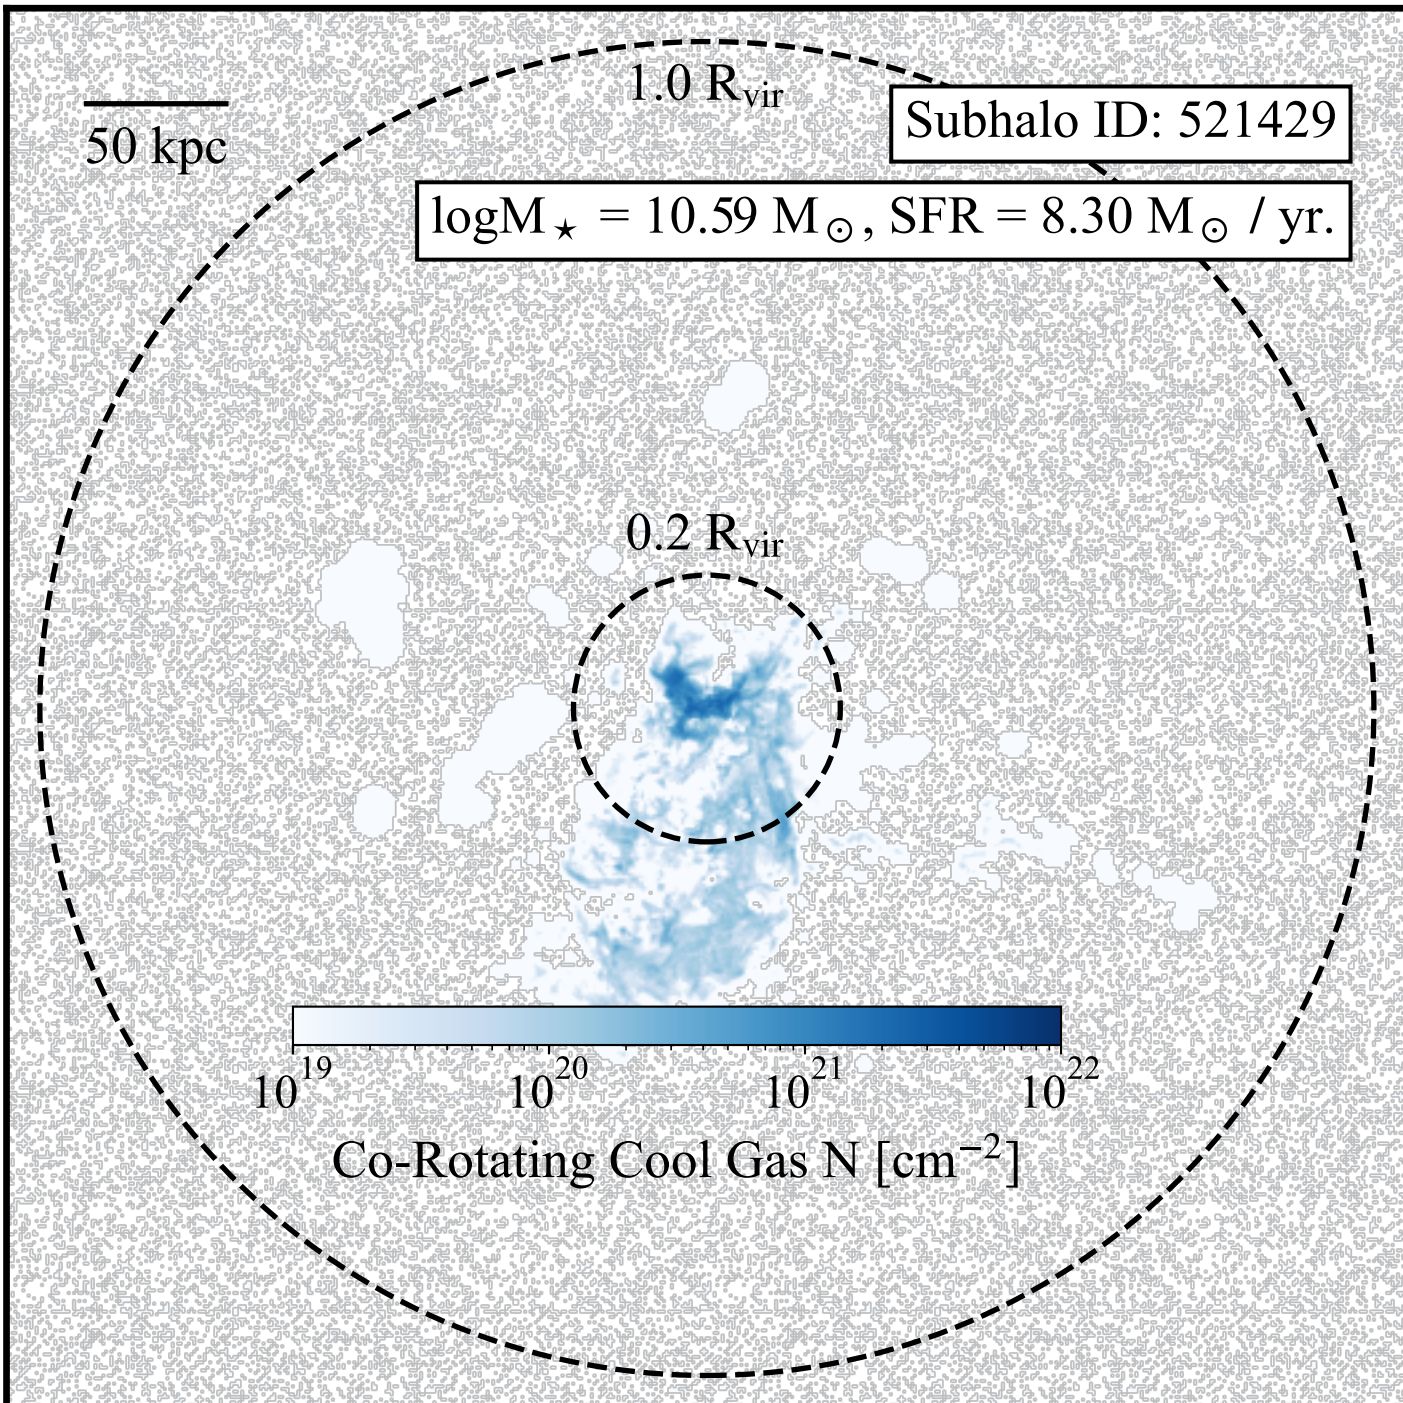 1.0 R_vir
50 kpc
Subhalo ID: 521429
logM⋆ = 10.59 M⊙, SFR = 8.30 M⊙ / yr.
0.2 R_vir
10^19 10^20 10^21 10^22
Co-Rotating Cool Gas N [cm^−2]